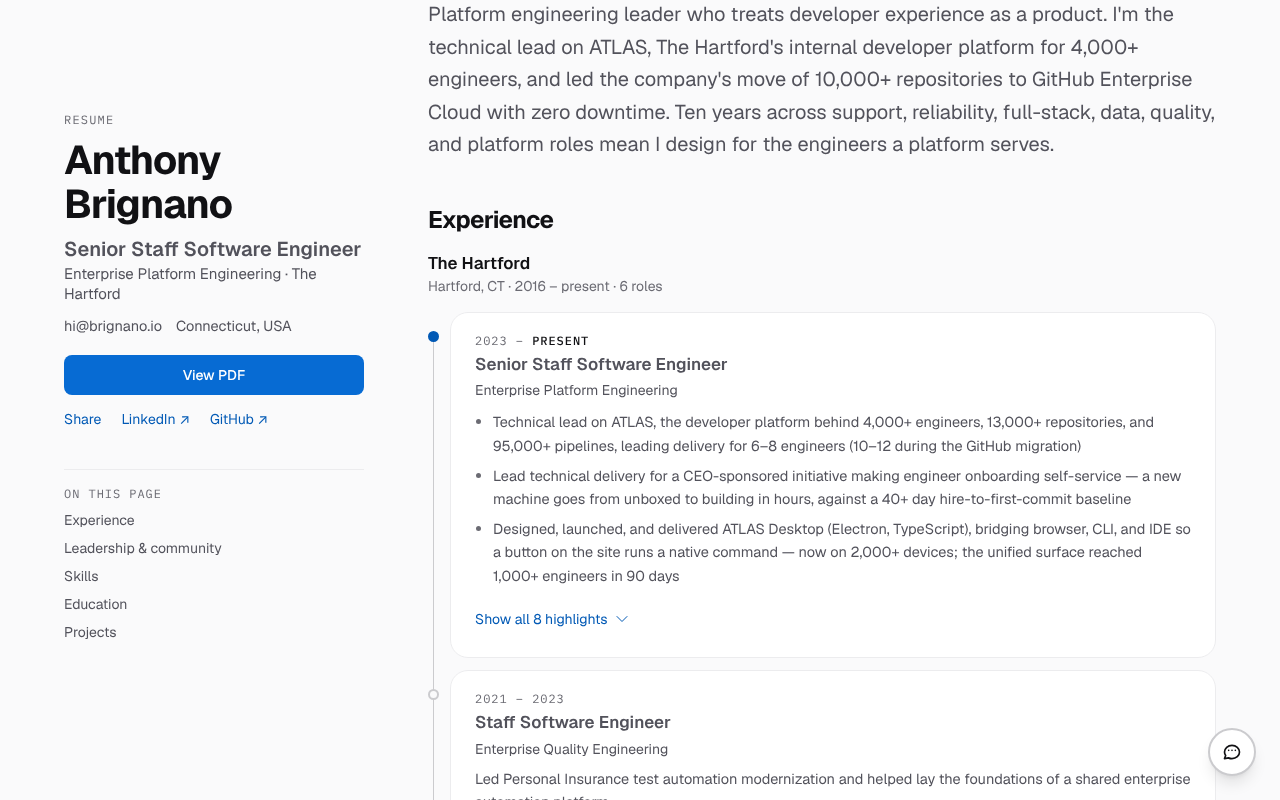 RESUME
Anthony
Brignano
Senior Staff Software Engineer
Enterprise Platform Engineering · The
Hartford
hi@brignano.io Connecticut, USA
View PDF
Share LinkedIn ↗ GitHub ↗
ON THIS PAGE
Experience
Leadership & community
Skills
Education
Projects
Platform engineering leader who treats developer experience as a product. I'm the
technical lead on ATLAS, The Hartford's internal developer platform for 4,000+
engineers, and led the company's move of 10,000+ repositories to GitHub Enterprise
Cloud with zero downtime. Ten years across support, reliability, full-stack, data, quality,
and platform roles mean I design for the engineers a platform serves.
Experience
The Hartford
Hartford, CT · 2016 – present · 6 roles
2023 – PRESENT
Senior Staff Software Engineer
Enterprise Platform Engineering
• Technical lead on ATLAS, the developer platform behind 4,000+ engineers, 13,000+ repositories, and
95,000+ pipelines, leading delivery for 6–8 engineers (10–12 during the GitHub migration)
• Lead technical delivery for a CEO-sponsored initiative making engineer onboarding self-service — a new
machine goes from unboxed to building in hours, against a 40+ day hire-to-first-commit baseline
• Designed, launched, and delivered ATLAS Desktop (Electron, TypeScript), bridging browser, CLI, and IDE so
a button on the site runs a native command — now on 2,000+ devices; the unified surface reached
1,000+ engineers in 90 days
Show all 8 highlights
2021 – 2023
Staff Software Engineer
Enterprise Quality Engineering
Led Personal Insurance test automation modernization and helped lay the foundations of a shared enterprise
automation platform